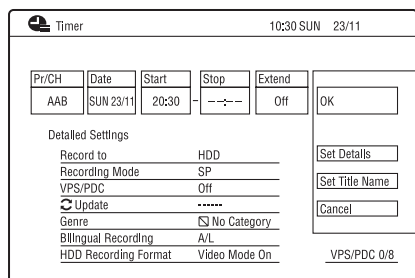 Timer 10:30 SUN 23/11
Pr/CH Date Start Stop Extend
AAB SUN 23/11 20:30 - --:-- Off OK
Detailed Settings
Record to HDD
Recording Mode SP Set Details
VPS/PDC Off
Update ------ Set Title Name
Genre No Category Cancel
Bilingual Recording A/L
HDD Recording Format Video Mode On VPS/PDC 0/8